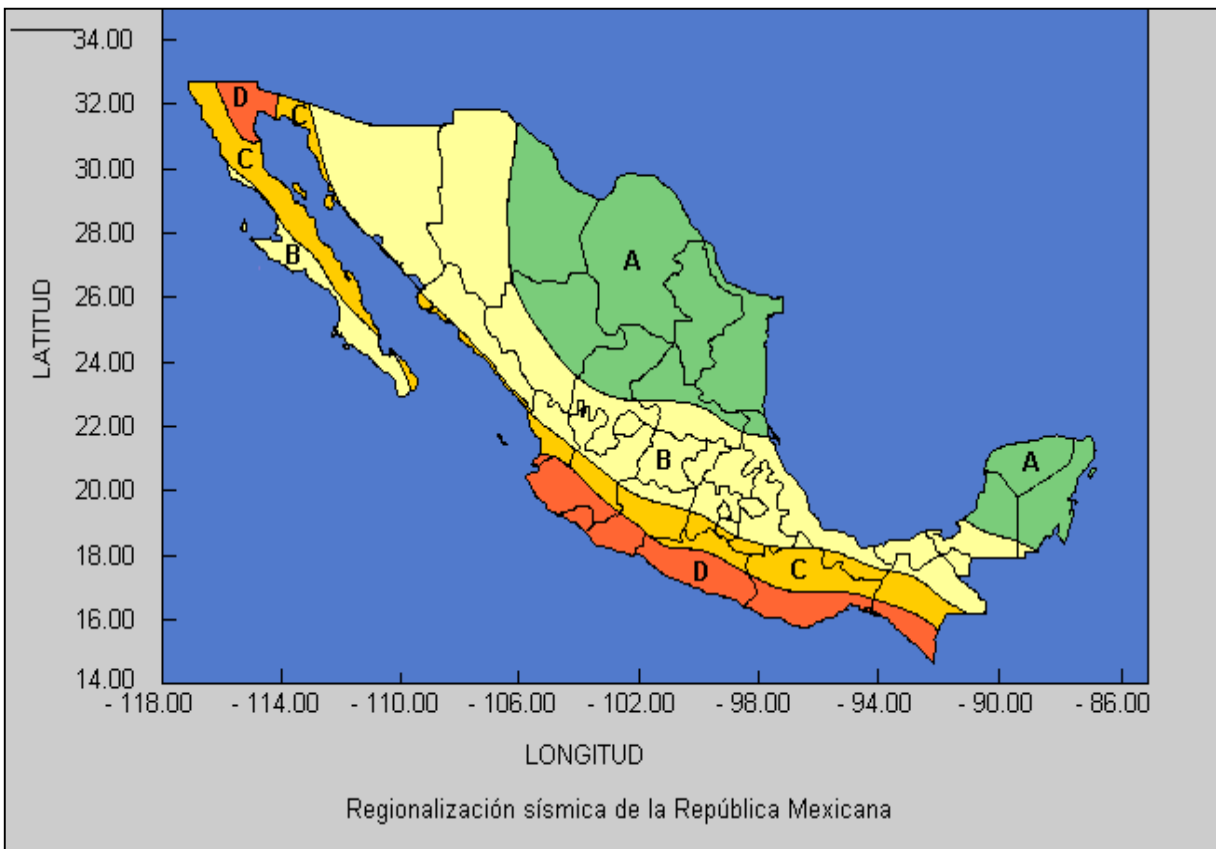 34.00
32.00
30.00
28.00
26.00
24.00
22.00
20.00
18.00
16.00
14.00
LATITUD
D
C
C
B
A
B
A
D
C
- 118.00 - 114.00 - 110.00 - 106.00 - 102.00 - 98.00 - 94.00 - 90.00 - 86.00
LONGITUD
Regionalización sísmica de la República Mexicana